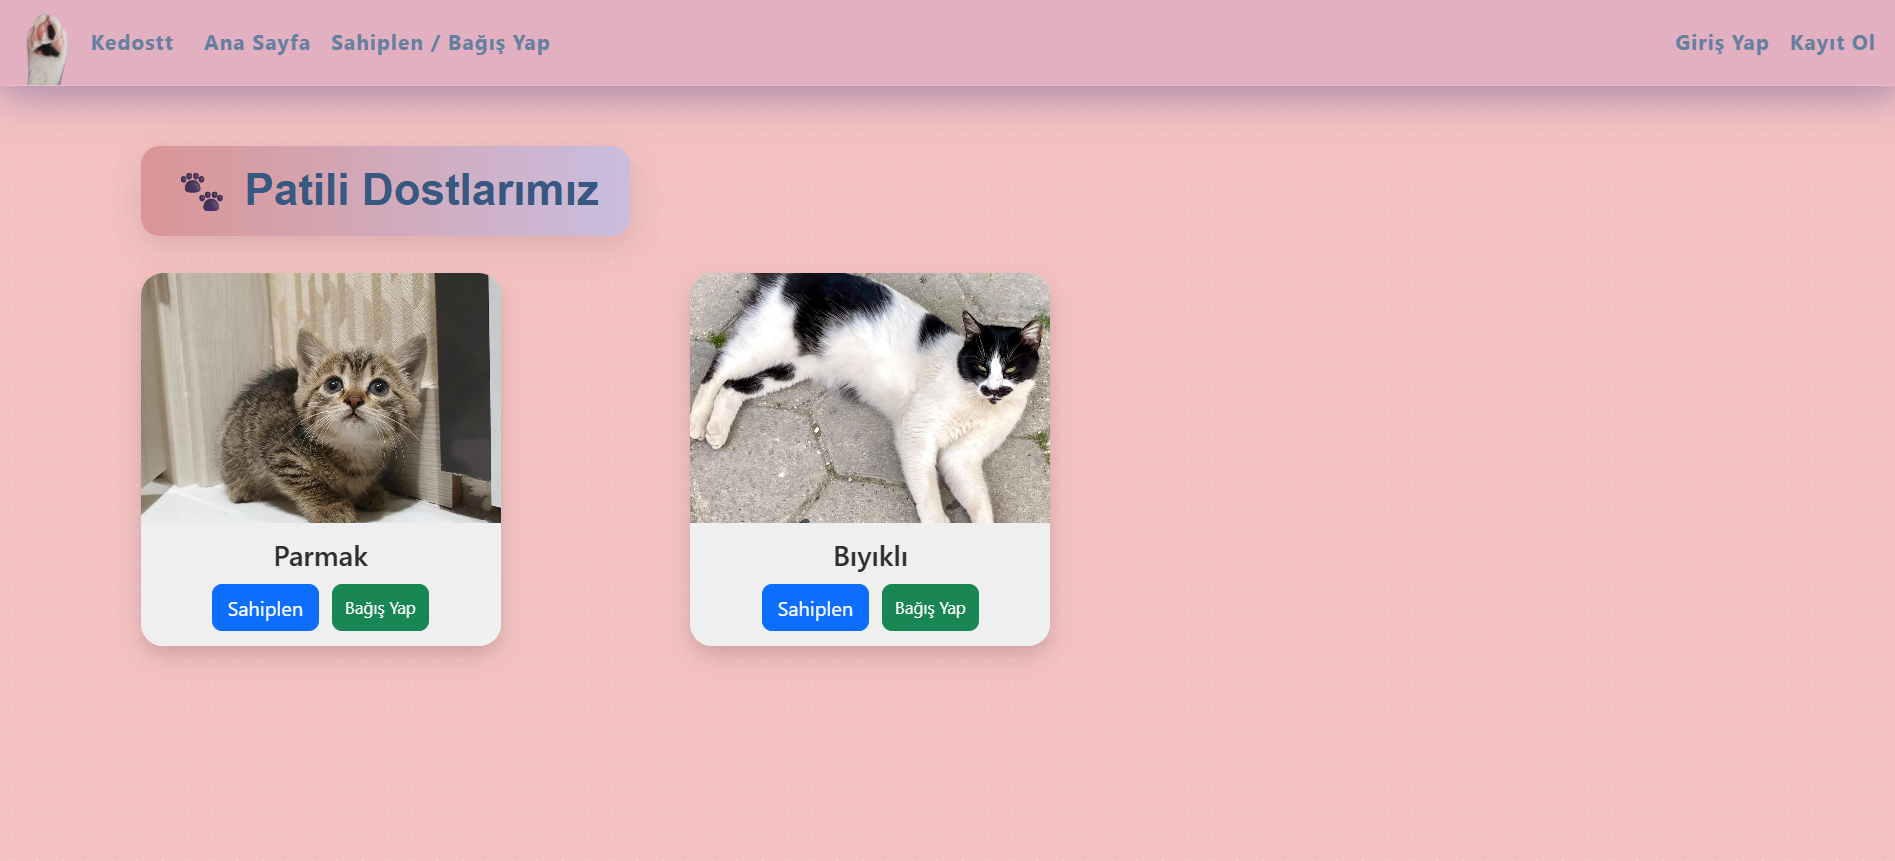 Kedostt Ana Sayfa Sahiplen / Bağış Yap Giriş Yap Kayıt Ol
Patili Dostlarımız
Parmak Bıyıklı
Sahiplen Bağış Yap Sahiplen Bağış Yap